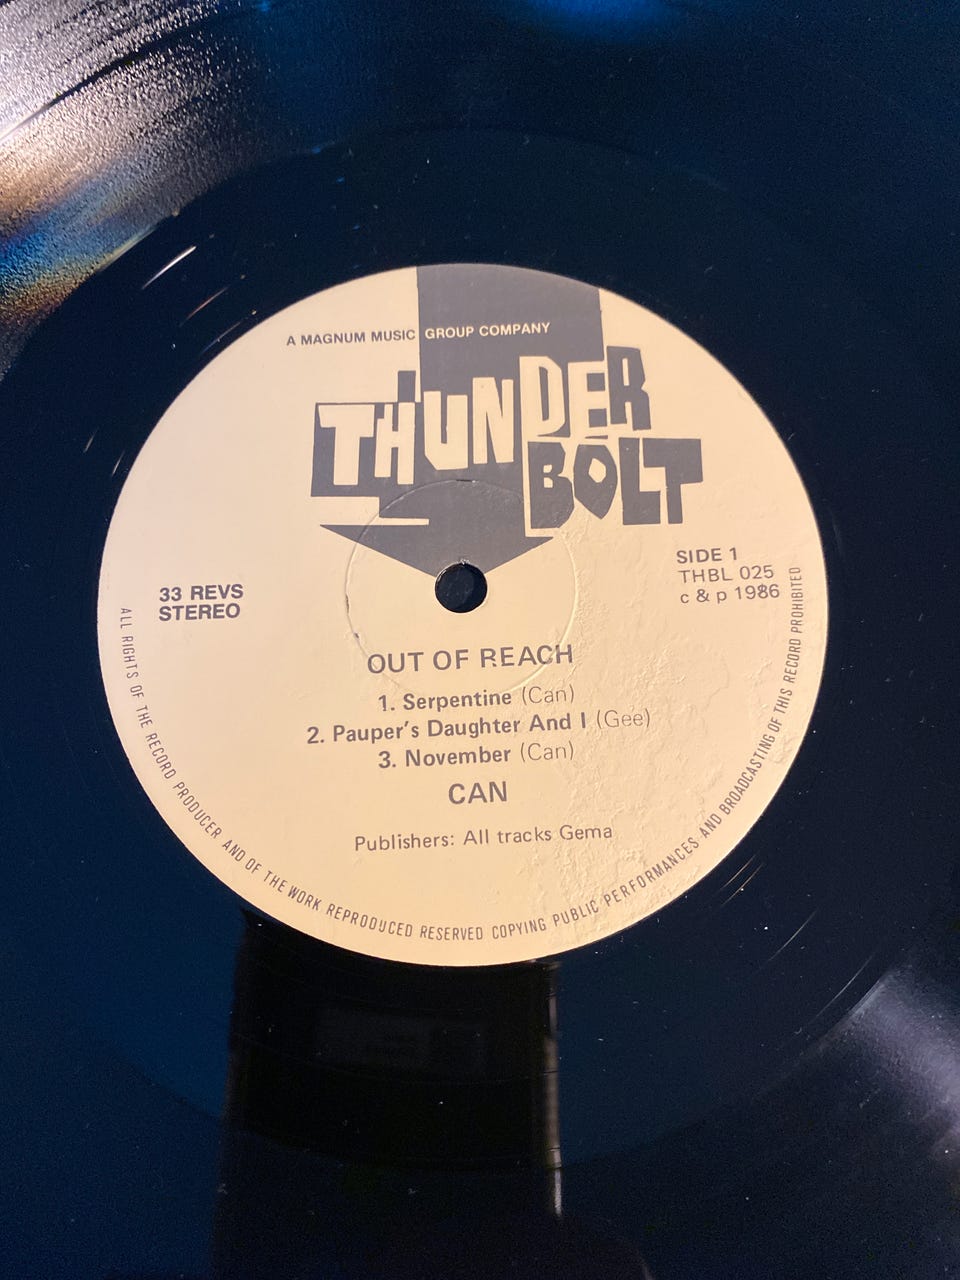 A MAGNUM MUSIC GROUP COMPANY
THUNDER
BOLT
SIDE 1
THBL 025
c & p 1986
33 REVS
STEREO
OUT OF REACH
1. Serpentine (Can)
2. Pauper's Daughter And I (Gee)
3. November (Can)
CAN
Publishers: All tracks Gema
ALL RIGHTS OF THE RECORD PRODUCER AND OF THE WORK REPRODUCED RESERVED COPYING PUBLIC PERFORMANCES AND BROADCASTING OF THIS RECORD PROHIBITED